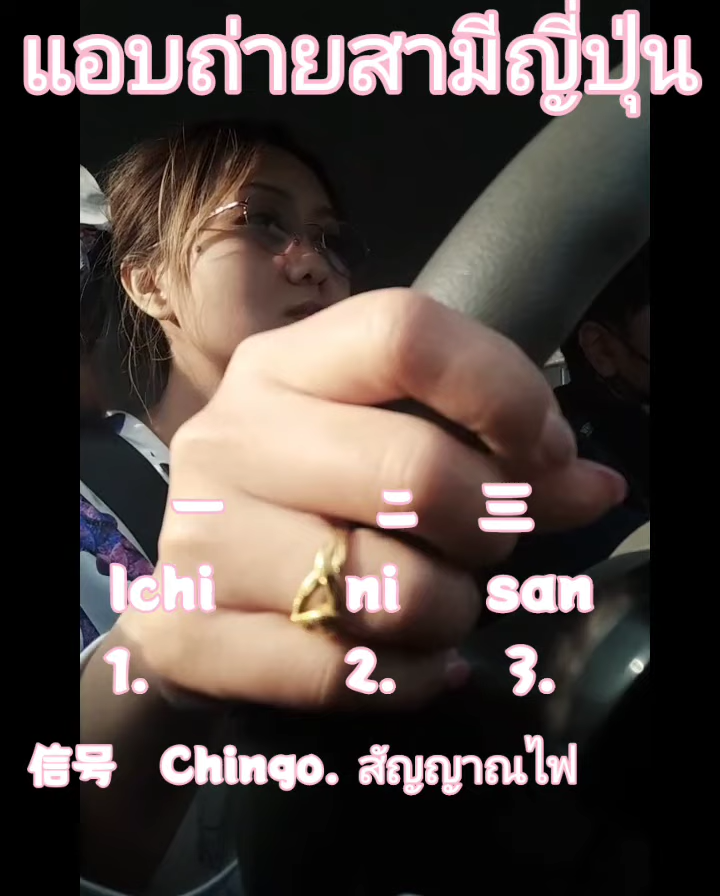 แอบถ่ายสามีญี่ปุ่น
一 二 三
Ichi ni san
1. 2. 3.
信号 Chingo. สัญญาณไฟ